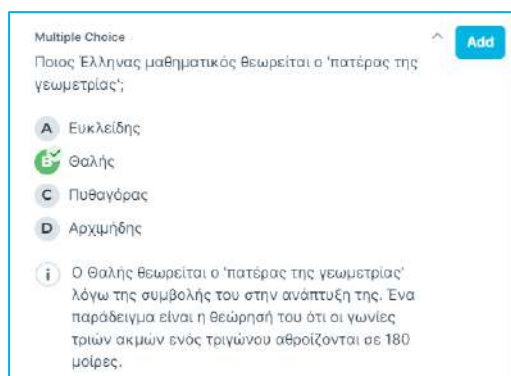 Multiple Choice
Add
Ποιος Έλληνας μαθηματικός θεωρείται ο 'πατέρας της
γεωμετρίας';
A Ευκλείδης
B Θαλής
C Πυθαγόρας
D Αρχιμήδης
i Ο Θαλής θεωρείται ο 'πατέρας της γεωμετρίας'
λόγω της συμβολής του στην ανάπτυξη της. Ένα
παράδειγμα είναι η θεώρησή του ότι οι γωνίες
τριών ακμών ενός τριγώνου αθροίζονται σε 180
μοίρες.